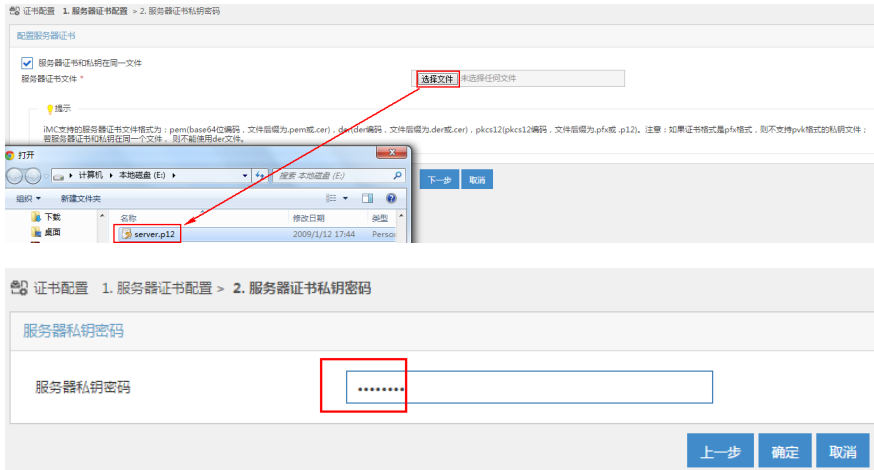 证书配置 1. 服务器证书配置 > 2. 服务器证书私钥密码
配置服务器证书
服务器证书和私钥在同一文件
服务器证书文件 *
选择文件 未选择任何文件
提示
iMC支持的服务器证书文件格式为：pem(base64位编码，文件后缀为.pem或.cer)，der(der编码，文件后缀为.der或.cer)，pkcs12(pkcs12编码，文件后缀为.pfx或 .p12)。注意：如果证书格式是pfx格式，则不支持pvk格式的私钥文件；
若服务器证书和私钥在同一个文件，则不能使用der文件。
打开
计算机 本地磁盘 (E:) 搜索 本地磁盘 (E:)
下一步 取消
组织 新建文件夹
下载
桌面
名称 修改日期 类型
server.p12 2009/1/12 17:44 Person
证书配置 1. 服务器证书配置 > 2. 服务器证书私钥密码
服务器私钥密码
服务器私钥密码 ••••••••
上一步 确定 取消